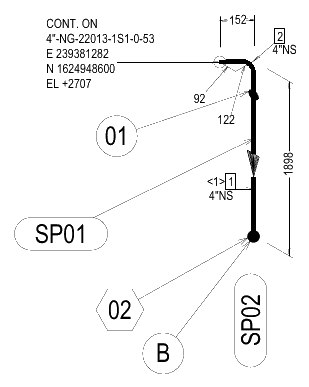 CONT. ON
4"-NG-22013-1S1-0-53
E 239381282
N 1624948600
EL +2707
152
2
4"NS
92
122
01
1898
<1> 1
4"NS
SP01
02
SP02
B